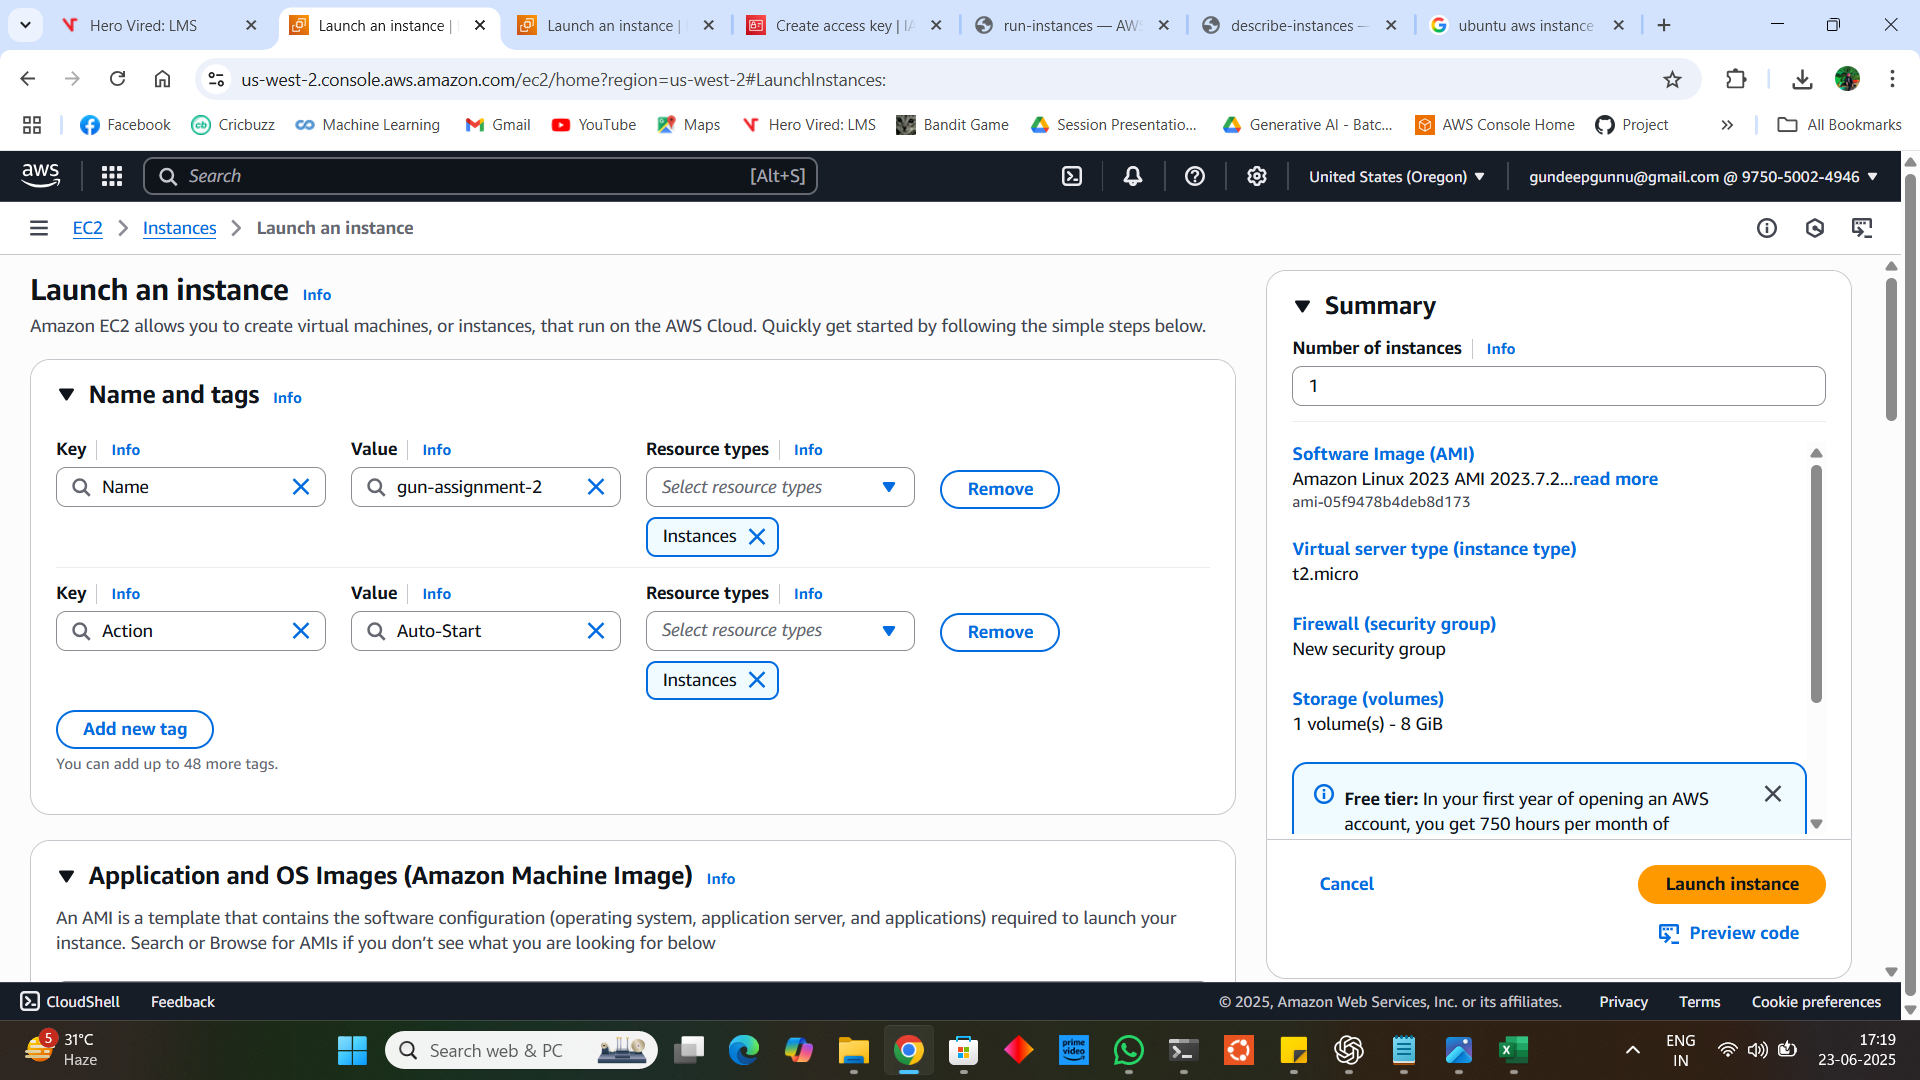 Hero Vired: LMS
Launch an instance |
Launch an instance |
Create access key | IA
run-instances — AWS
describe-instances —
ubuntu aws instance
us-west-2.console.aws.amazon.com/ec2/home?region=us-west-2#LaunchInstances:
Facebook
Cricbuzz
Machine Learning
Gmail
YouTube
Maps
Hero Vired: LMS
Bandit Game
Session Presentatio...
Generative AI - Batc...
AWS Console Home
Project
All Bookmarks
aws
Search
[Alt+S]
United States (Oregon)
gundeepgunnu@gmail.com @ 9750-5002-4946
EC2
Instances
Launch an instance
Launch an instance Info
Amazon EC2 allows you to create virtual machines, or instances, that run on the AWS Cloud. Quickly get started by following the simple steps below.
Name and tags Info
Key Info
Value Info
Resource types Info
Name
gun-assignment-2
Select resource types
Remove
Instances
Key Info
Value Info
Resource types Info
Action
Auto-Start
Select resource types
Remove
Instances
Add new tag
You can add up to 48 more tags.
Application and OS Images (Amazon Machine Image) Info
An AMI is a template that contains the software configuration (operating system, application server, and applications) required to launch your
instance. Search or Browse for AMIs if you don’t see what you are looking for below
Summary
Number of instances Info
1
Software Image (AMI)
Amazon Linux 2023 AMI 2023.7.2...read more
ami-05f9478b4deb8d173
Virtual server type (instance type)
t2.micro
Firewall (security group)
New security group
Storage (volumes)
1 volume(s) - 8 GiB
Free tier: In your first year of opening an AWS
account, you get 750 hours per month of
Cancel
Launch instance
Preview code
CloudShell
Feedback
© 2025, Amazon Web Services, Inc. or its affiliates.
Privacy
Terms
Cookie preferences
5
31°C
Haze
Search web & PC
prime
video
ENG
IN
17:19
23-06-2025